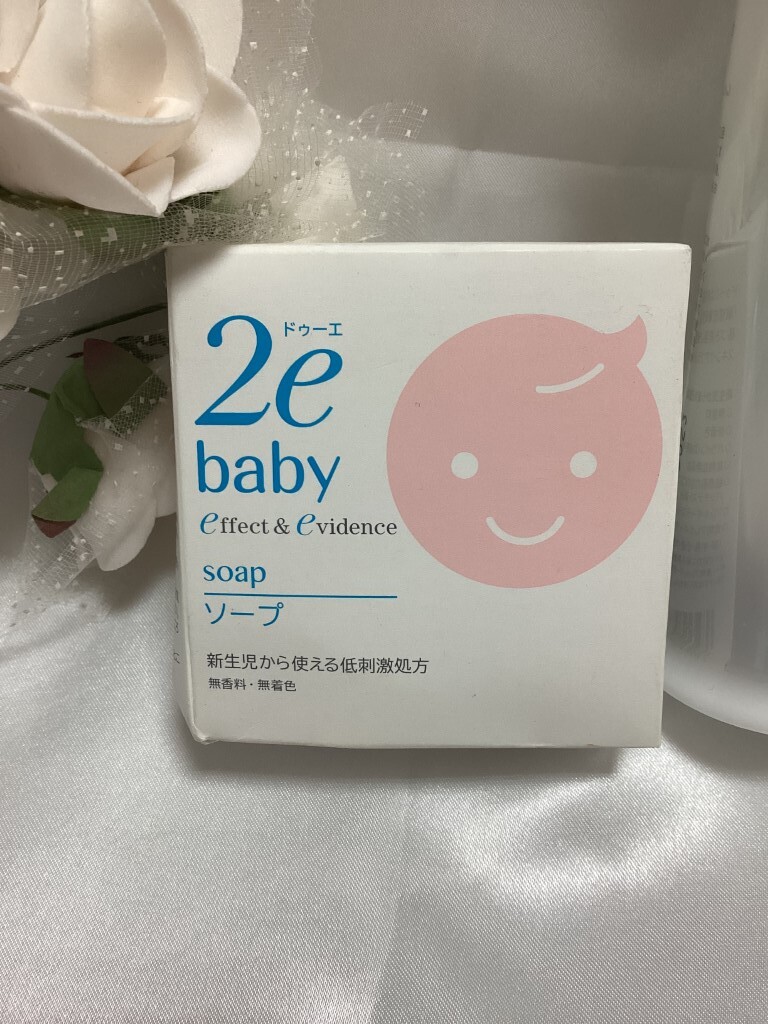 ドゥーエ
2e
baby
effect & evidence
soap
ソープ
新生児から使える低刺激処方
無香料・無着色